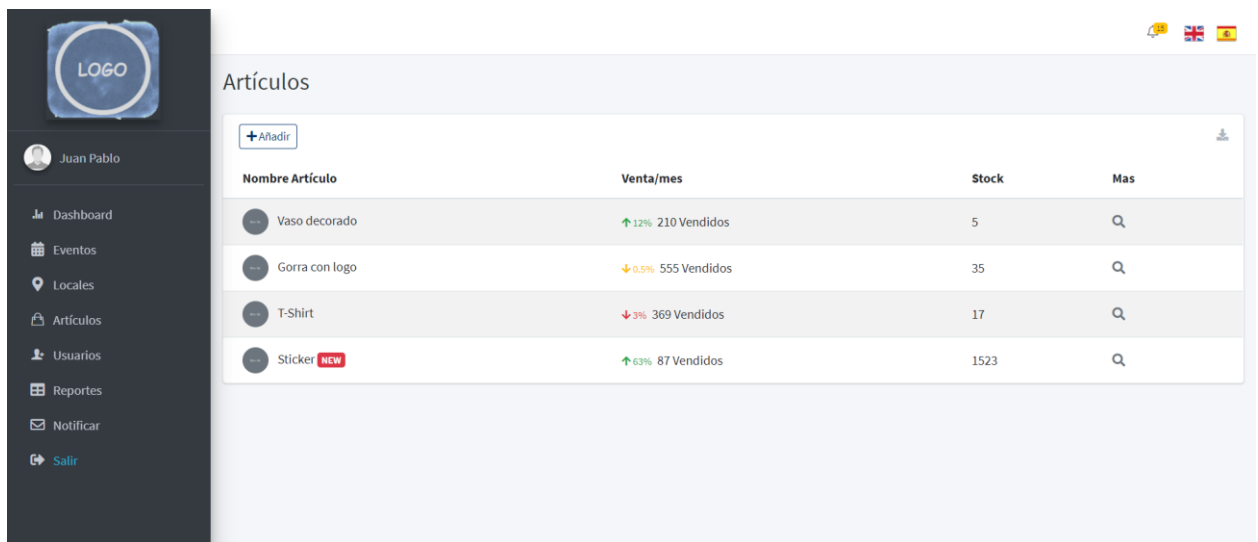 LOGO
15
Juan Pablo
Dashboard
Eventos
Locales
Artículos
Usuarios
Reportes
Notificar
Salir
Artículos
Añadir
Nombre Artículo Venta/mes Stock Mas
Vaso decorado 12% 210 Vendidos 5
Gorra con logo 0.5% 555 Vendidos 35
T-Shirt 3% 369 Vendidos 17
Sticker NEW 63% 87 Vendidos 1523